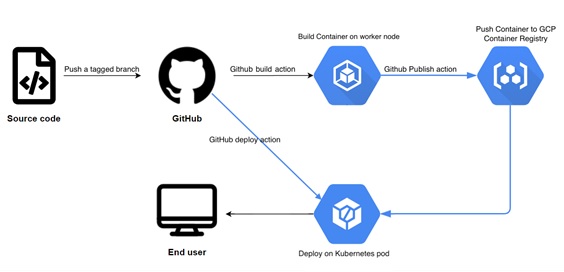 Build Container on worker node
Push Container to GCP
Container Registry
Push a tagged branch
Github build action
Github Publish action
Source code
GitHub
GitHub deploy action
End user
Deploy on Kubernetes pod